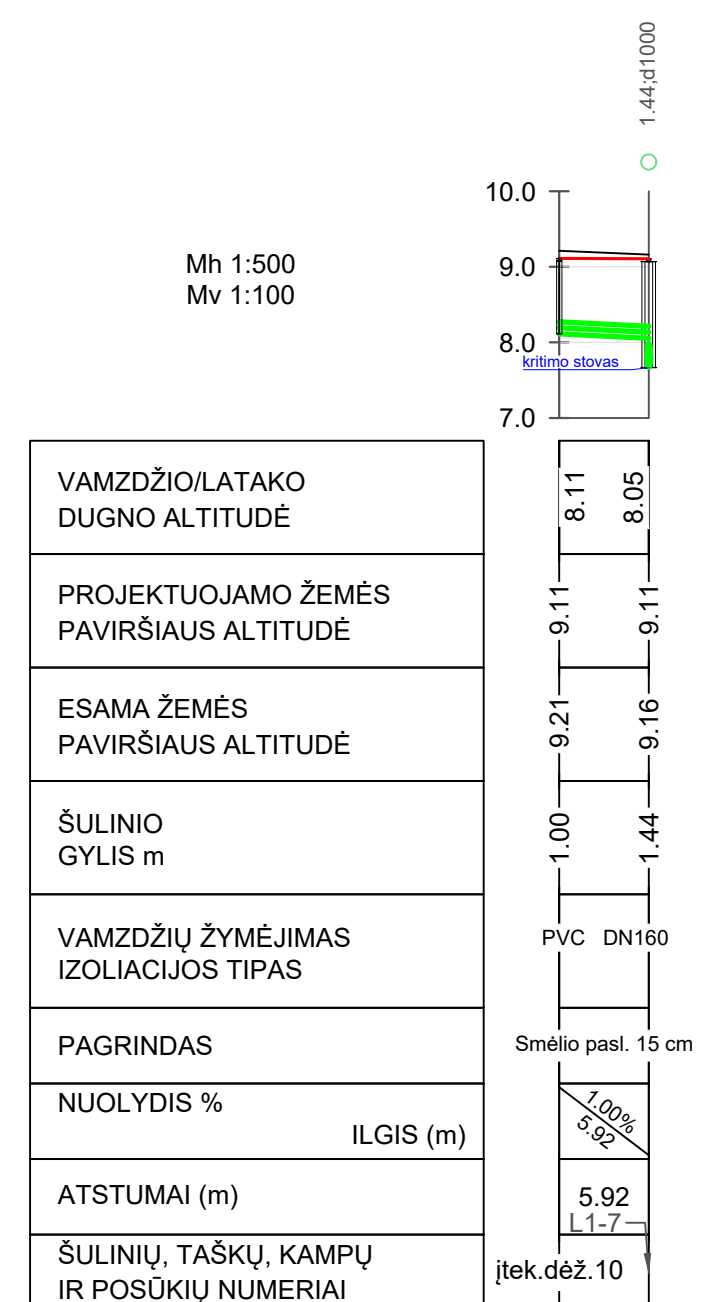 1.44;d1000
10.0
Mh 1:500
Mv 1:100
9.0
8.0
kritimo stovas
7.0
VAMZDŽIO/LATAKO
DUGNO ALTITUDĖ
8.11
8.05
PROJEKTUOJAMO ŽEMĖS
PAVIRŠIAUS ALTITUDĖ
9.11
9.11
ESAMA ŽEMĖS
PAVIRŠIAUS ALTITUDĖ
9.21
9.16
ŠULINIO
GYLIS m
1.00
1.44
VAMZDŽIŲ ŽYMĖJIMAS
IZOLIACIJOS TIPAS
PVC DN160
PAGRINDAS
Smėlio pasl. 15 cm
NUOLYDIS %
ILGIS (m)
1.00%
5.92
ATSTUMAI (m)
5.92
L1-7
ŠULINIŲ, TAŠKŲ, KAMPŲ
IR POSŪKIŲ NUMERIAI
įtek.dėž.10